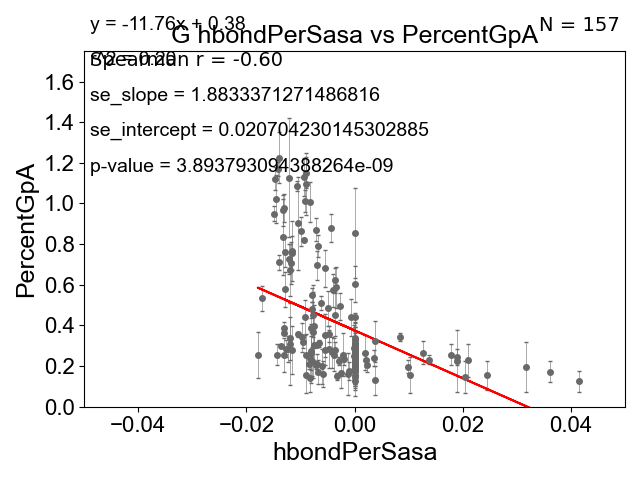 y = -11.76x + 0.38
N = 157
G hbondPerSasa vs PercentGpA
Spearman r = -0.60
se_slope = 1.8833371271486816
se_intercept = 0.020704230145302885
p-value = 3.893793094388264e-09
PercentGpA
1.6
1.4
1.2
1.0
0.8
0.6
0.4
0.2
0.0
−0.04
−0.02
0.00
0.02
0.04
hbondPerSasa